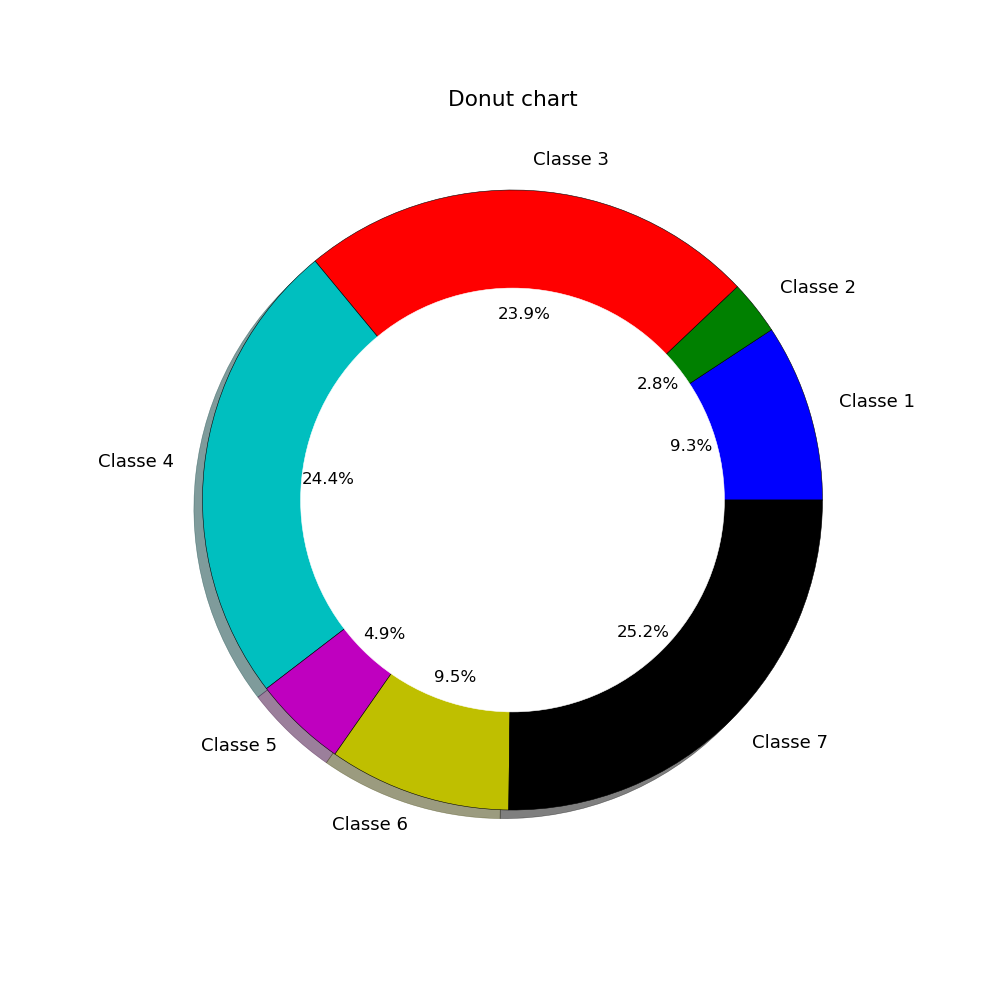 Donut chart
Classe 3
Classe 2
23.9%
2.8%
Classe 1
9.3%
Classe 4
24.4%
4.9%
25.2%
9.5%
Classe 5
Classe 7
Classe 6